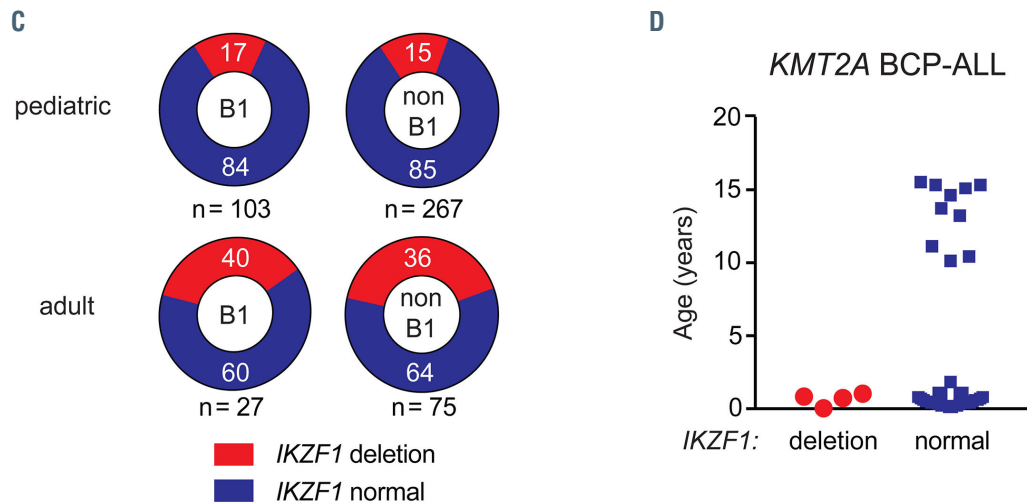 C
pediatric
17
B1
84
n= 103
15
non
B1
85
n= 267
adult
40
B1
60
n= 27
36
non
B1
64
n= 75
IKZF1 deletion
IKZF1 normal
D
KMT2A BCP-ALL
Age (years)
20
15
10
5
0
IKZF1: deletion normal